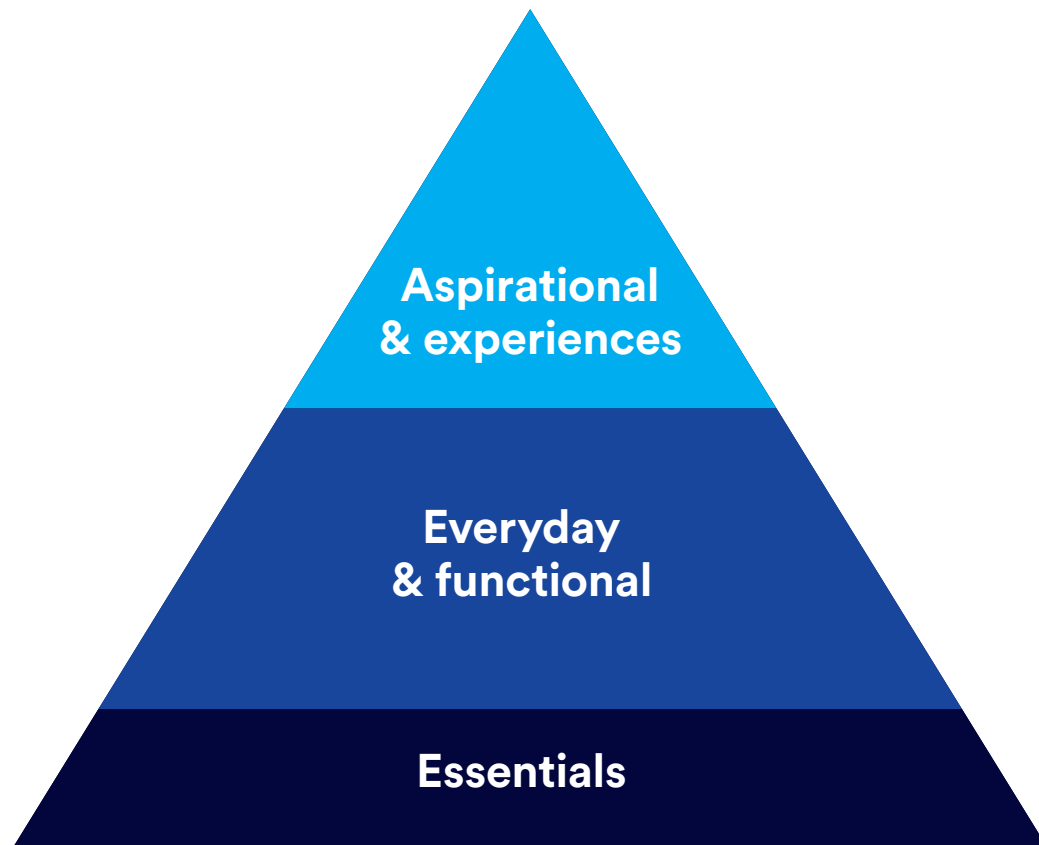 Aspirational
& experiences
Everyday
& functional
Essentials